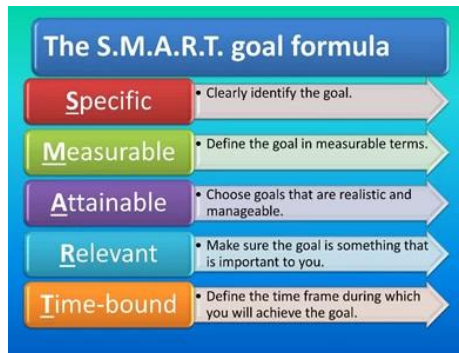 The S.M.A.R.T. goal formula
Specific
• Clearly identify the goal.
Measurable
• Define the goal in measurable terms.
Attainable
• Choose goals that are realistic and
manageable.
Relevant
• Make sure the goal is something that
is important to you.
Time-bound
• Define the time frame during which
you will achieve the goal.